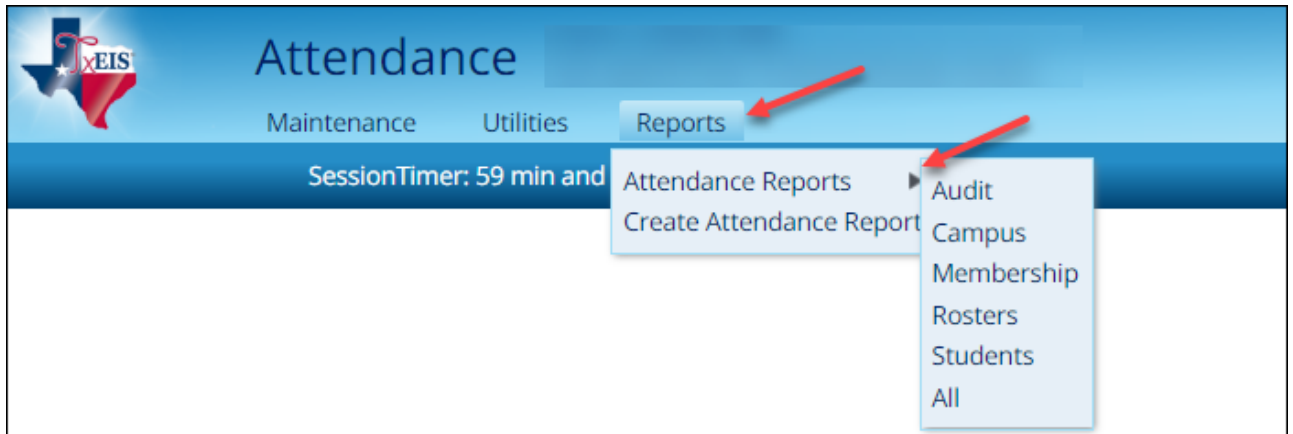 TxEIS
Attendance
Maintenance Utilities Reports
SessionTimer: 59 min and
Attendance Reports
Create Attendance Report
Audit
Campus
Membership
Rosters
Students
All